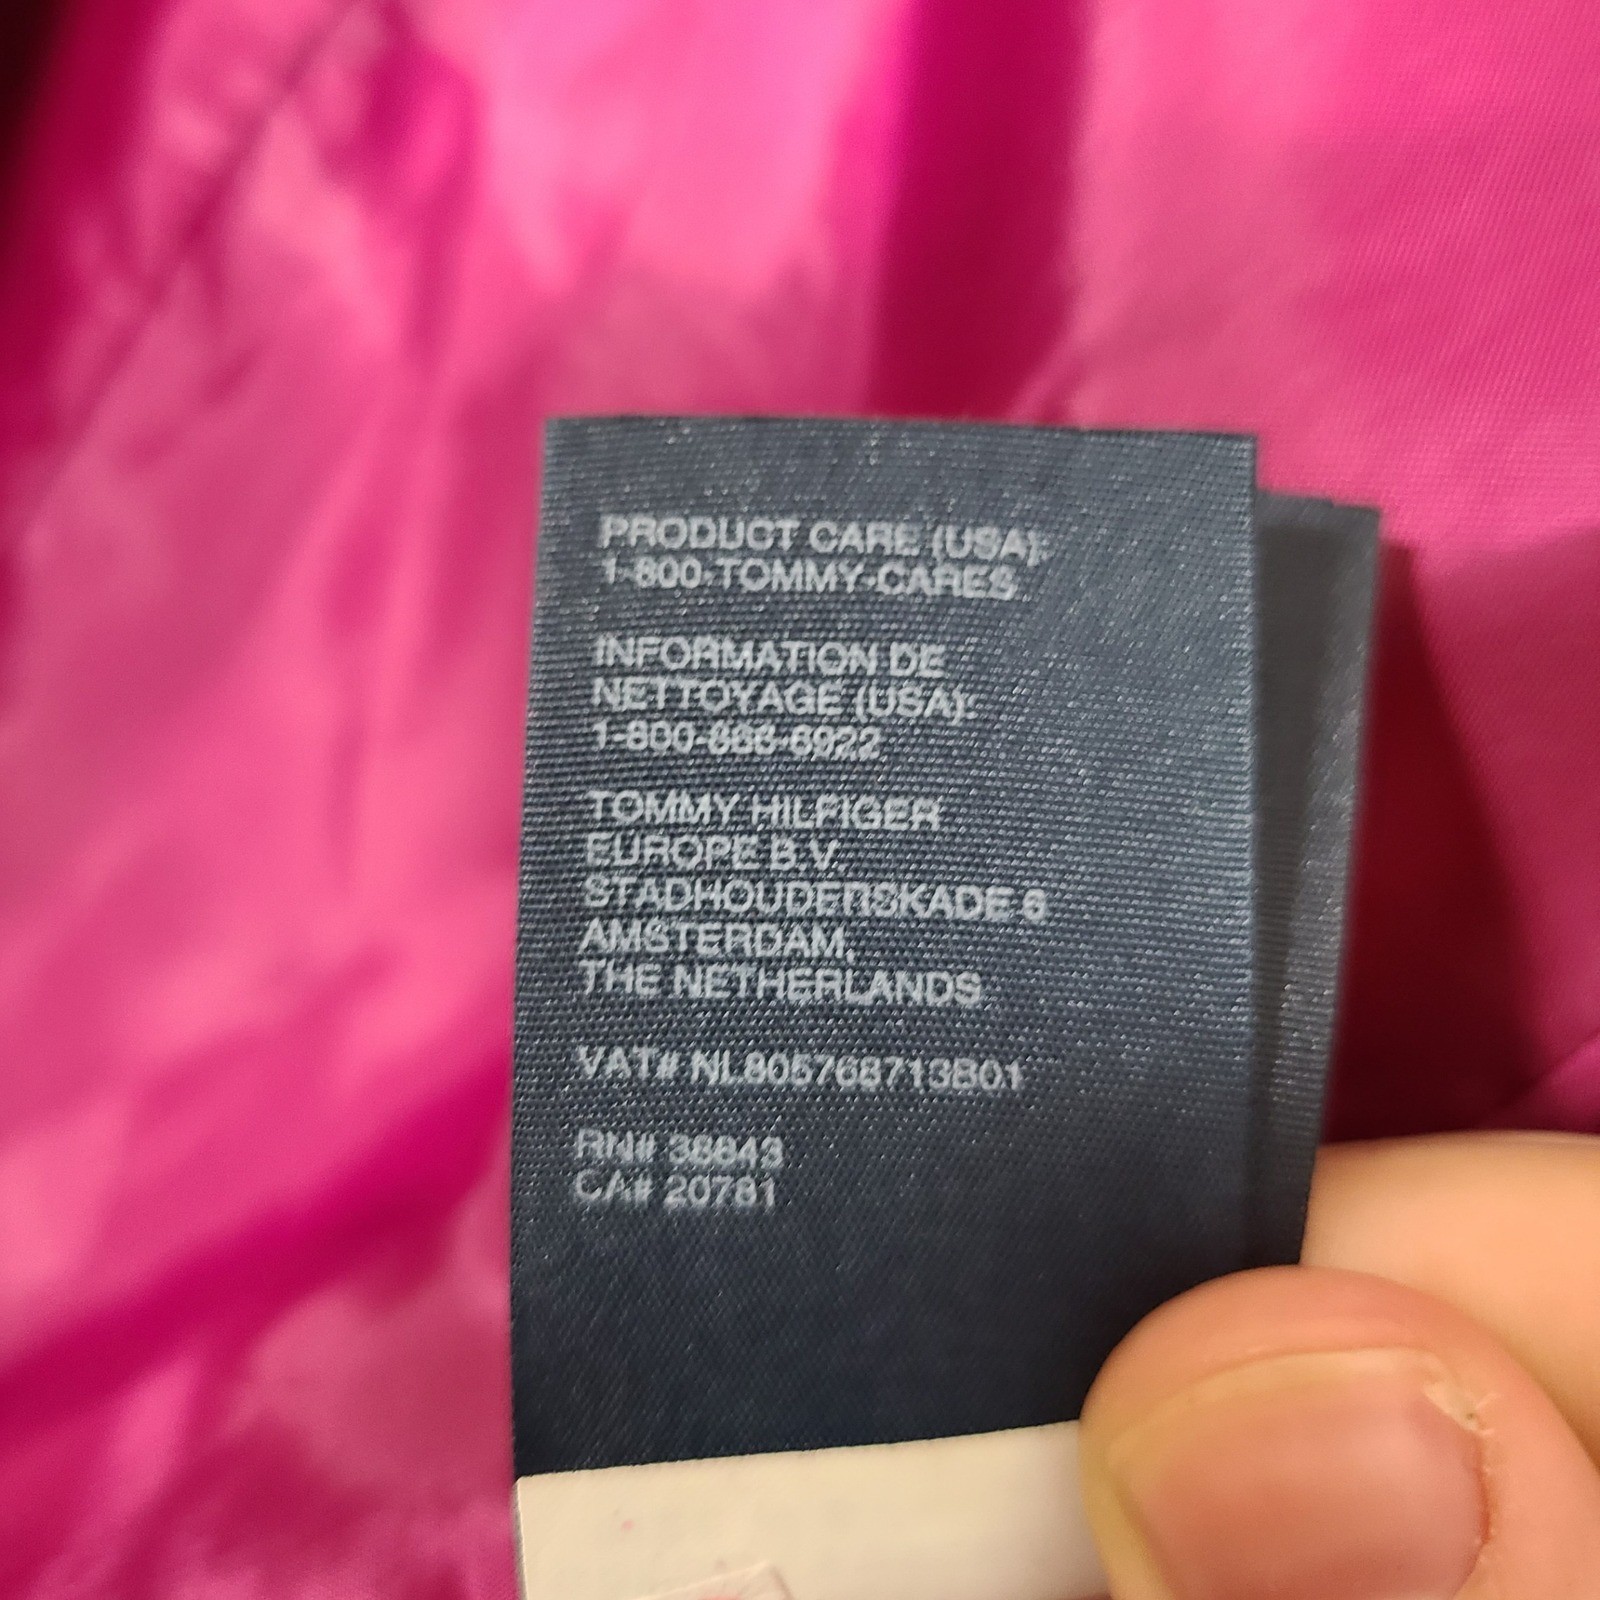 PRODUCT CARE (USA):
1-800-TOMMY-CARES
INFORMATION DE
NETTOYAGE (USA):
1-800-866-6922
TOMMY HILFIGER
EUROPE B.V.
STADHOUDERSKADE 6
AMSTERDAM,
THE NETHERLANDS
VAT# NL805768713B01
RN# 38643
CA# 20781